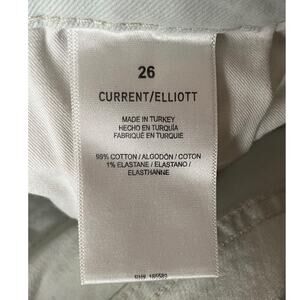 26
CURRENT/ELLIOTT
MADE IN TURKEY
HECHO EN TURQUÍA
FABRIQUÉ EN TURQUIE
99% COTTON / ALGODÓN / COTON
1% ELASTANE / ELASTANO /
ELASTHANNE